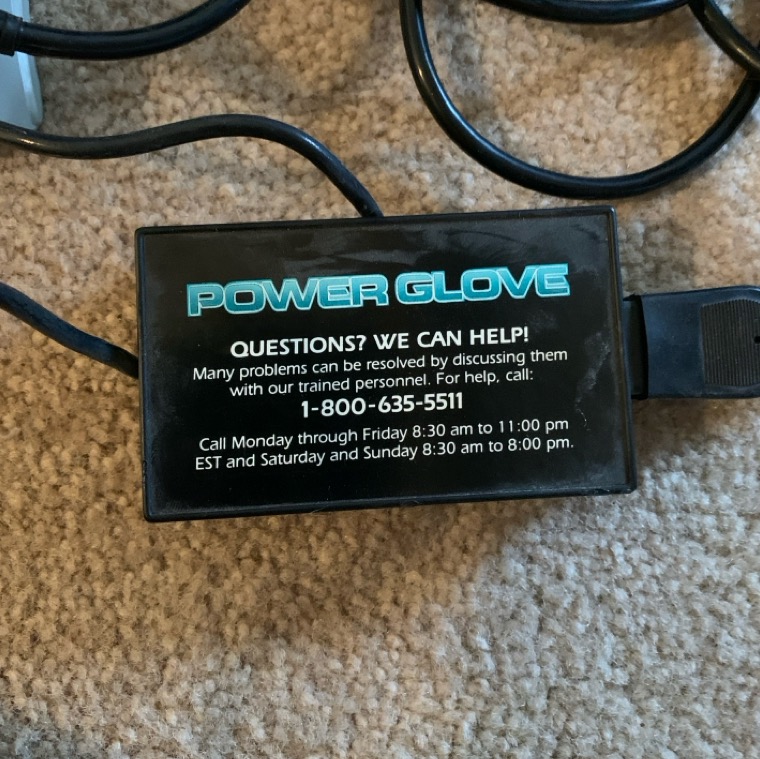 POWER GLOVE
QUESTIONS? WE CAN HELP!
Many problems can be resolved by discussing them
with our trained personnel. For help, call:
1-800-635-5511
Call Monday through Friday 8:30 am to 11:00 pm
EST and Saturday and Sunday 8:30 am to 8:00 pm.